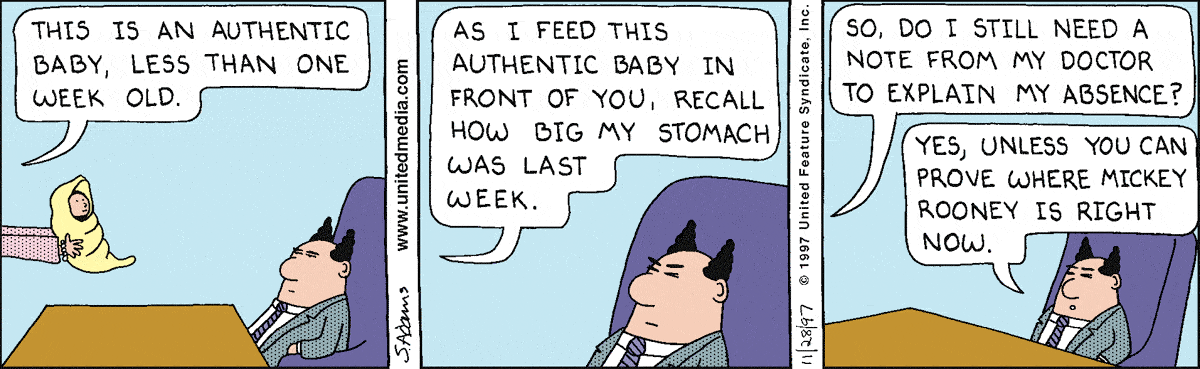 THIS IS AN AUTHENTIC
BABY, LESS THAN ONE
WEEK OLD.
S.Adams
www.unitedmedia.com
AS I FEED THIS
AUTHENTIC BABY IN
FRONT OF YOU, RECALL
HOW BIG MY STOMACH
WAS LAST
WEEK.
11/28/97
© 1997 United Feature Syndicate, Inc.
SO, DO I STILL NEED A
NOTE FROM MY DOCTOR
TO EXPLAIN MY ABSENCE?
YES, UNLESS YOU CAN
PROVE WHERE MICKEY
ROONEY IS RIGHT
NOW.